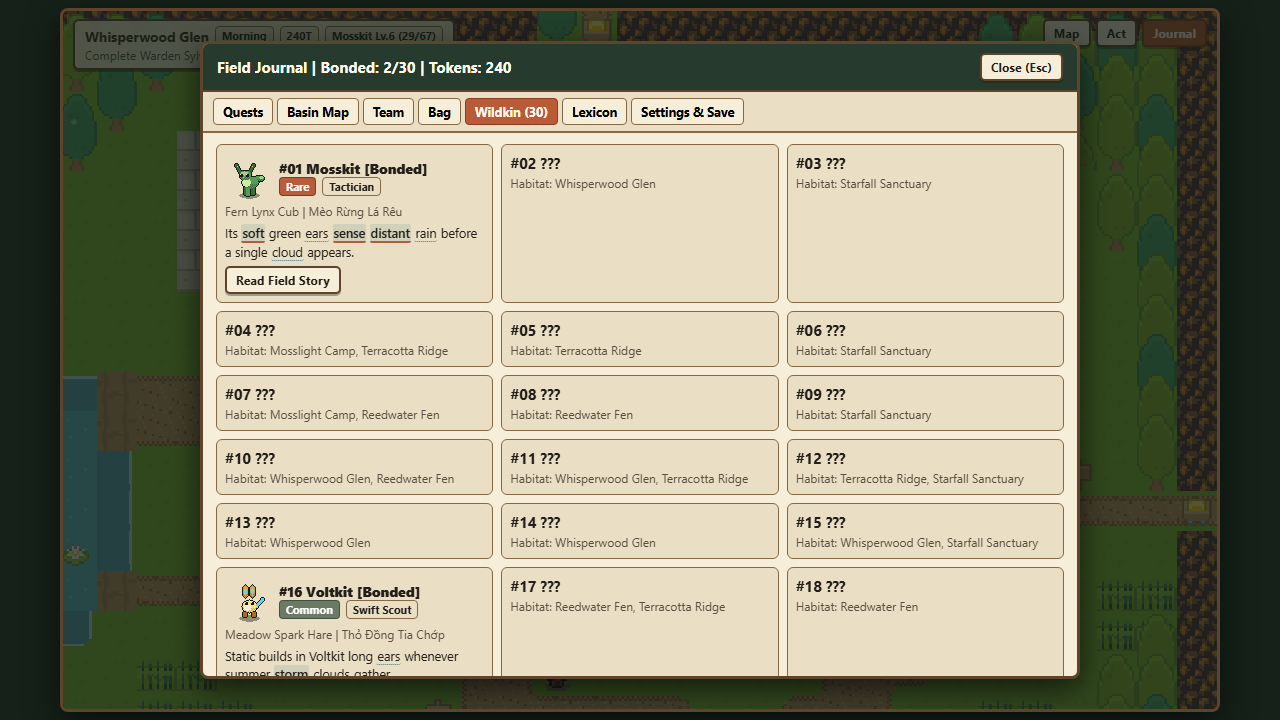 Whisperwood Glen Morning 240T Mosskit Lv.6 (29/67)
Complete Warden Syl
Map Act Journal
Field Journal | Bonded: 2/30 | Tokens: 240
Close (Esc)
Quests Basin Map Team Bag Wildkin (30) Lexicon Settings & Save
#01 Mosskit [Bonded]
Rare Tactician
Fern Lynx Cub | Mèo Rừng Lá Rêu
Its soft green ears sense distant rain before
a single cloud appears.
Read Field Story
#02 ???
Habitat: Whisperwood Glen
#03 ???
Habitat: Starfall Sanctuary
#04 ???
Habitat: Mosslight Camp, Terracotta Ridge
#05 ???
Habitat: Terracotta Ridge
#06 ???
Habitat: Starfall Sanctuary
#07 ???
Habitat: Mosslight Camp, Reedwater Fen
#08 ???
Habitat: Reedwater Fen
#09 ???
Habitat: Starfall Sanctuary
#10 ???
Habitat: Whisperwood Glen, Reedwater Fen
#11 ???
Habitat: Whisperwood Glen, Terracotta Ridge
#12 ???
Habitat: Terracotta Ridge, Starfall Sanctuary
#13 ???
Habitat: Whisperwood Glen
#14 ???
Habitat: Whisperwood Glen
#15 ???
Habitat: Whisperwood Glen, Starfall Sanctuary
#16 Voltkit [Bonded]
Common Swift Scout
Meadow Spark Hare | Thỏ Đồng Tia Chớp
Static builds in Voltkit long ears whenever
summer storm clouds gather.
#17 ???
Habitat: Reedwater Fen, Terracotta Ridge
#18 ???
Habitat: Reedwater Fen